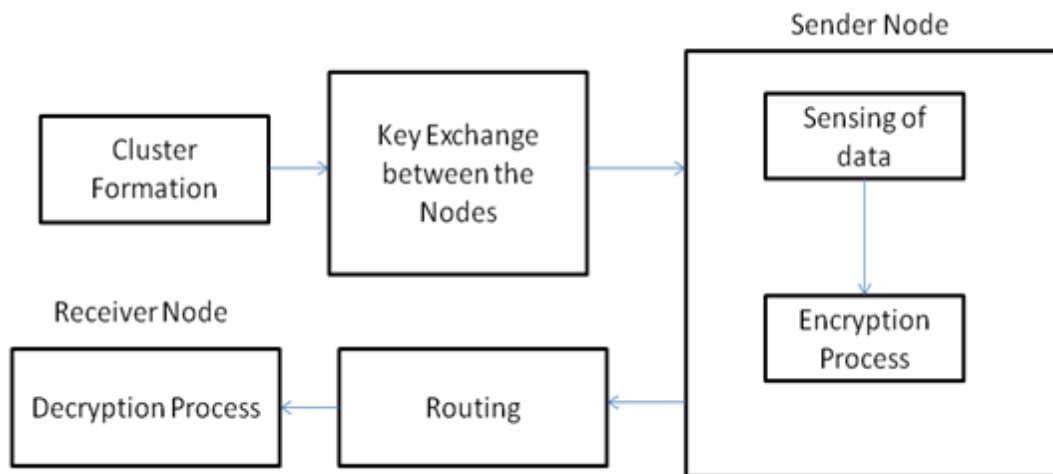 Sender Node
Cluster
Formation
Key Exchange
between the
Nodes
Sensing of
data
Encryption
Process
Receiver Node
Decryption Process
Routing